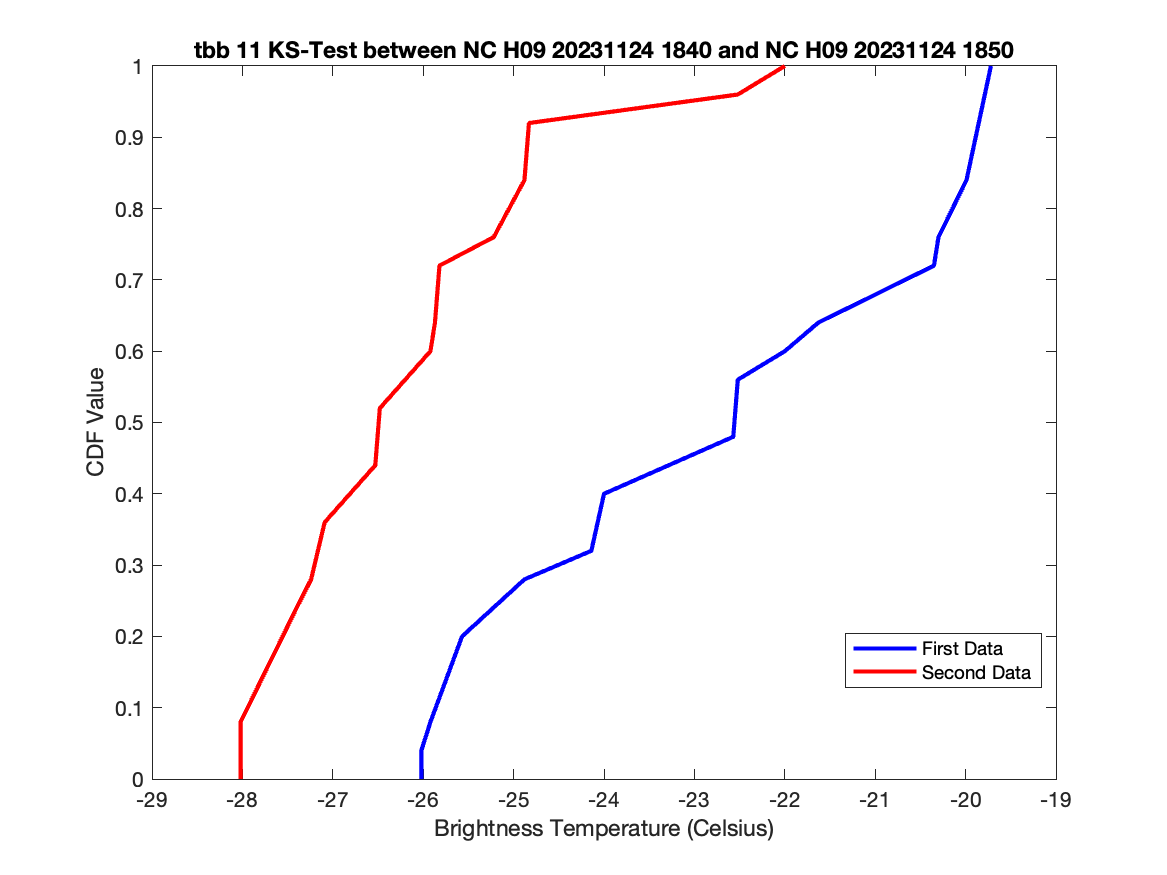 tbb 11 KS-Test between NC H09 20231124 1840 and NC H09 20231124 1850
1
0.9
0.8
0.7
0.6
0.5
0.4
0.3
0.2
0.1
0
CDF Value
First Data
Second Data
-29 -28 -27 -26 -25 -24 -23 -22 -21 -20 -19
Brightness Temperature (Celsius)